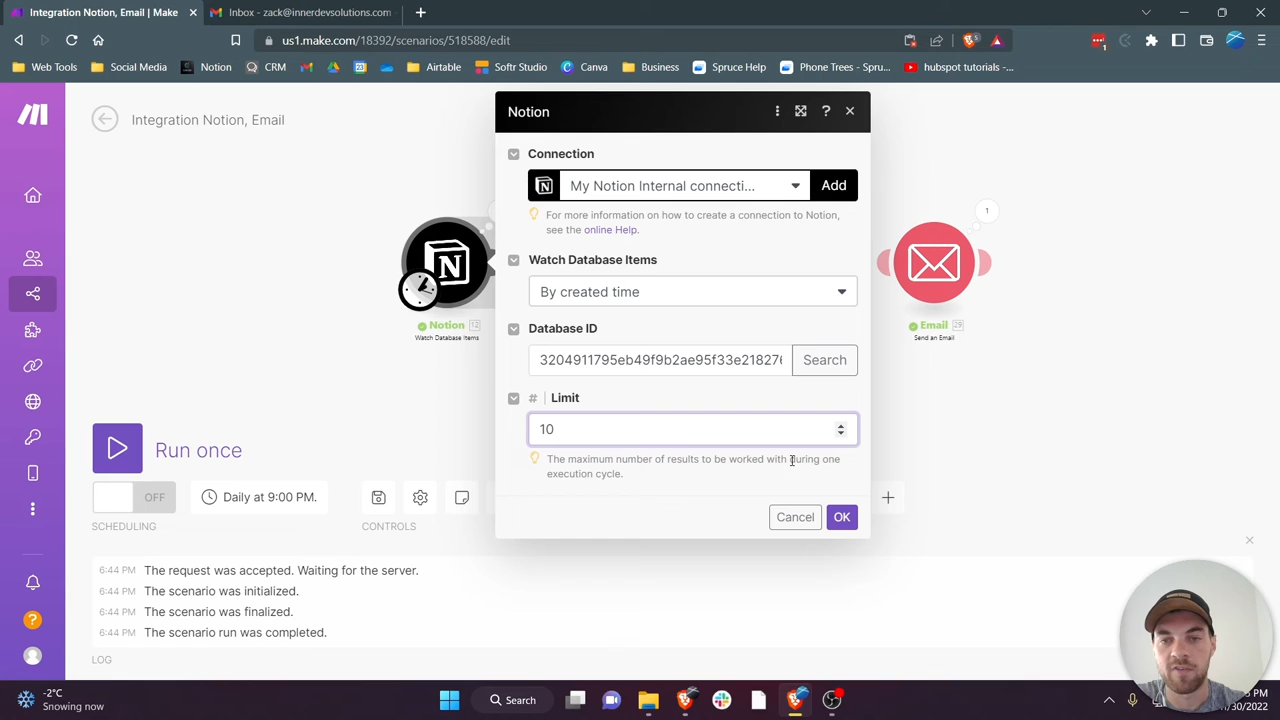 Integration Notion, Email | Make
Inbox - zack@innerdevsolutions.com
us1.make.com/18392/scenarios/518588/edit
Web Tools
Social Media
Notion
CRM
Airtable
Softr Studio
Canva
Business
Spruce Help
Phone Trees - Spru...
hubspot tutorials -...
Integration Notion, Email
Notion
Connection
My Notion Internal connecti...
Add
For more information on how to create a connection to Notion,
see the online Help.
Watch Database Items
By created time
Database ID
3204911795eb49f9b2ae95f33e218276
Search
# Limit
10
The maximum number of results to be worked with during one
execution cycle.
Cancel
OK
Notion 12
Watch Database Items
1
Email 29
Send an Email
Run once
OFF
Daily at 9:00 PM.
SCHEDULING
CONTROLS
6:44 PM The request was accepted. Waiting for the server.
6:44 PM The scenario was initialized.
6:44 PM The scenario was finalized.
6:44 PM The scenario run was completed.
LOG
-2°C
Snowing now
Search